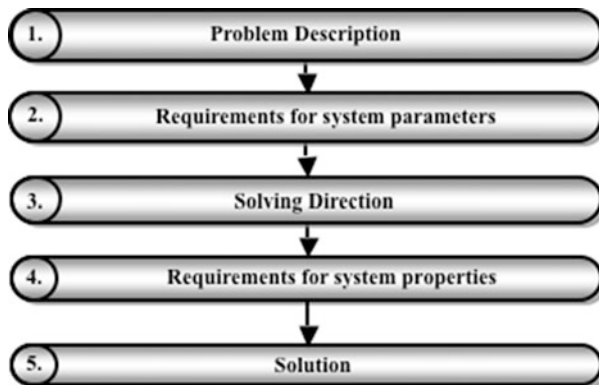 1. Problem Description
2. Requirements for system parameters
3. Solving Direction
4. Requirements for system properties
5. Solution